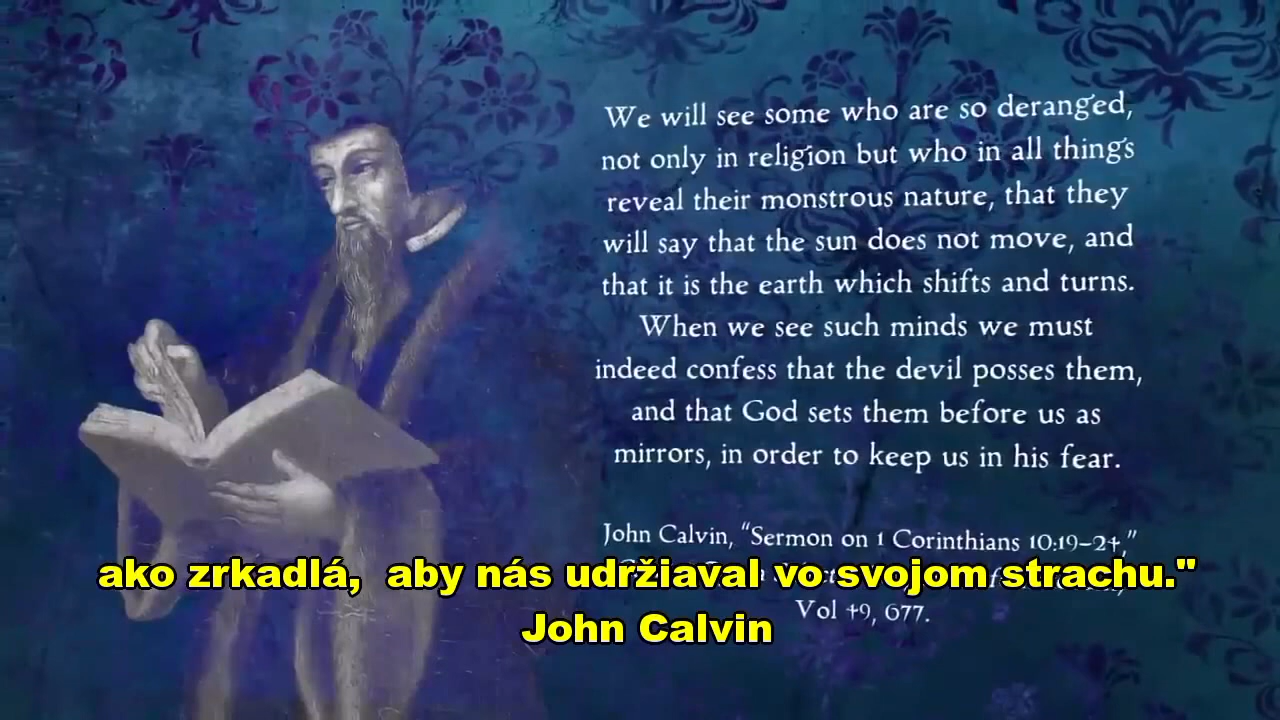 We will see some who are so deranged,
not only in religion but who in all things
reveal their monstrous nature, that they
will say that the sun does not move, and
that it is the earth which shifts and turns.
When we see such minds we must
indeed confess that the devil posses them,
and that God sets them before us as
mirrors, in order to keep us in his fear.
John Calvin, “Sermon on 1 Corinthians 10:19–24,”
ako zrkadlá, aby nás udržiaval vo svojom strachu."
Vol 49, 677.
John Calvin